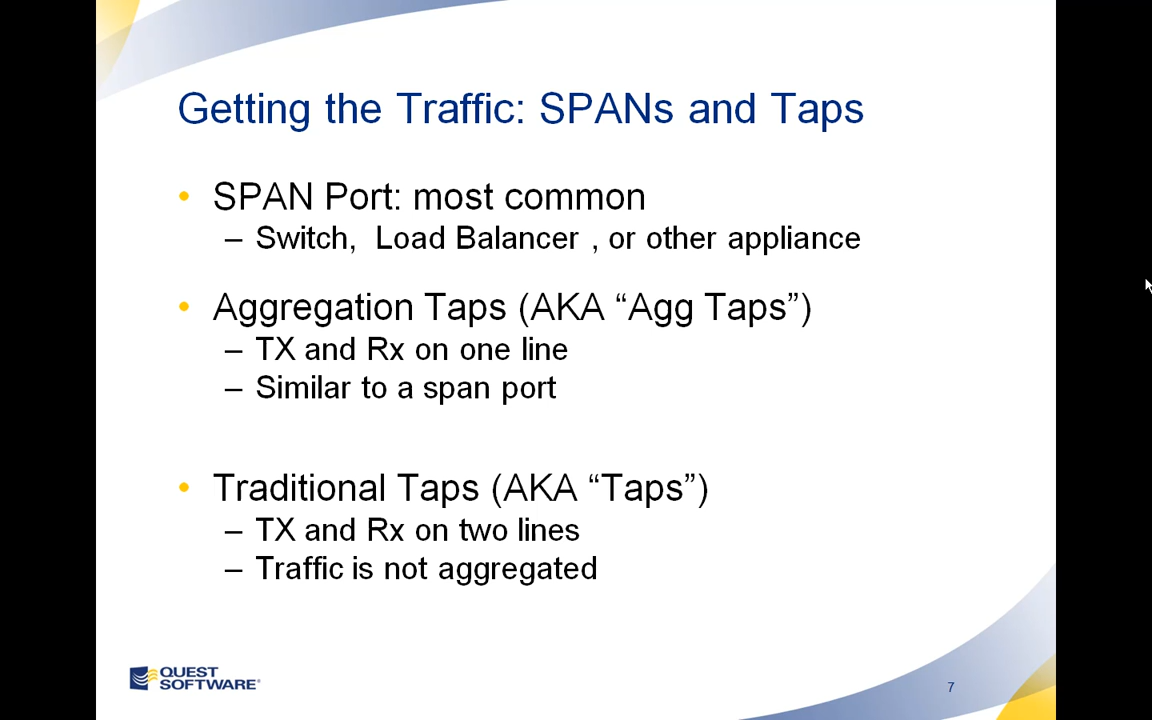 Getting the Traffic: SPANs and Taps
• SPAN Port: most common
– Switch,  Load Balancer , or other appliance
• Aggregation Taps (AKA “Agg Taps”)
– TX and Rx on one line
– Similar to a span port
• Traditional Taps (AKA “Taps”)
– TX and Rx on two lines
– Traffic is not aggregated
QUEST
SOFTWARE
7